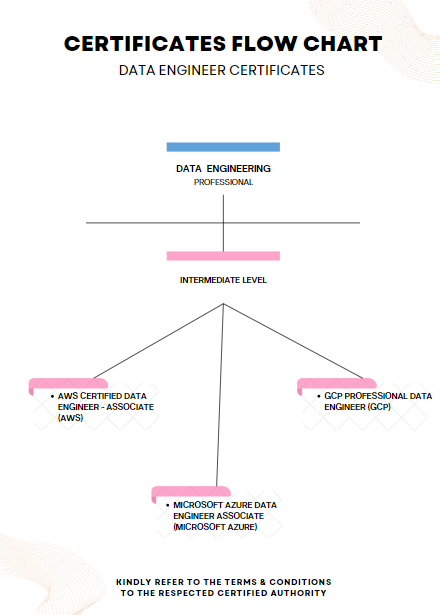 CERTIFICATES FLOW CHART
DATA ENGINEER CERTIFICATES
DATA ENGINEERING
PROFESSIONAL
INTERMEDIATE LEVEL
• AWS CERTIFIED DATA
ENGINEER - ASSOCIATE
(AWS)
• GCP PROFESSIONAL DATA
ENGINEER (GCP)
• MICROSOFT AZURE DATA
ENGINEER ASSOCIATE
(MICROSOFT AZURE)
KINDLY REFER TO THE TERMS & CONDITIONS
TO THE RESPECTED CERTIFIED AUTHORITY